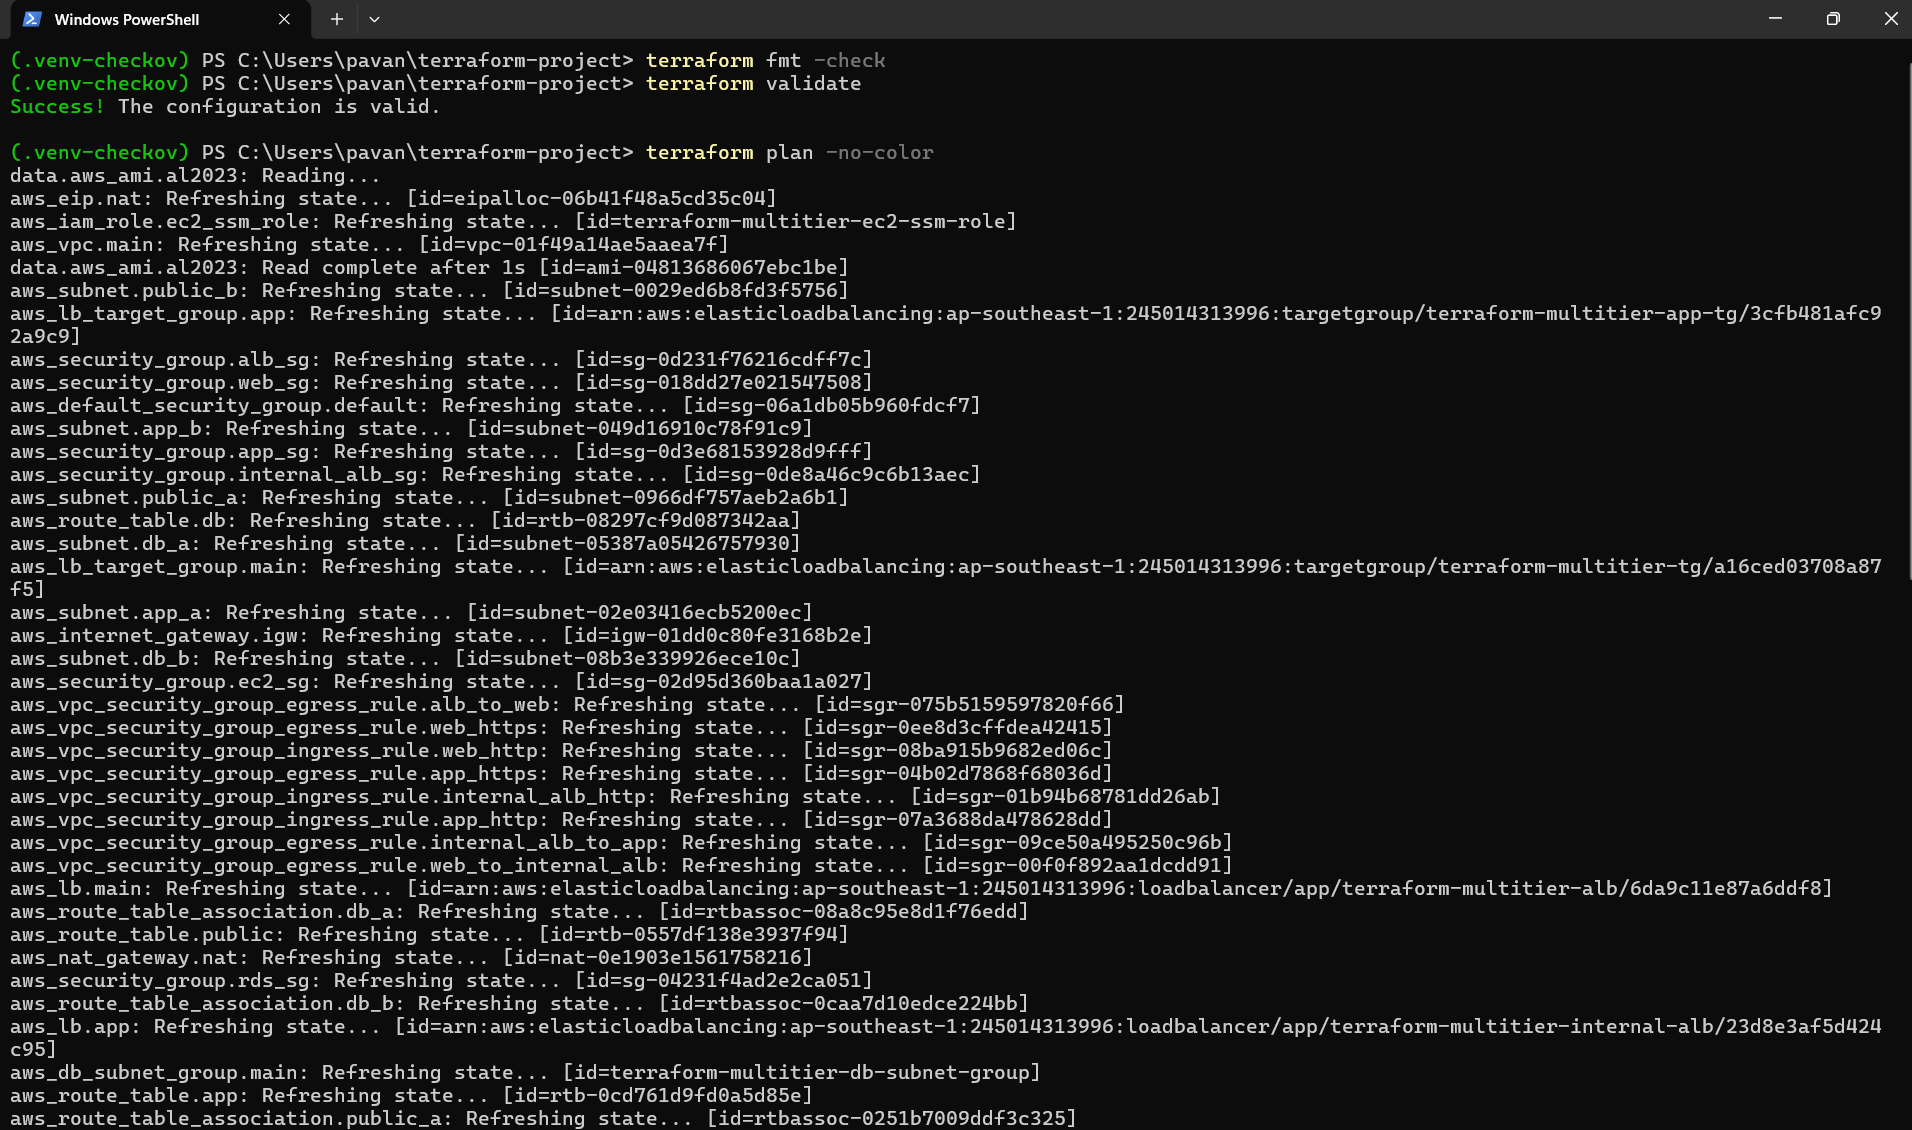 Windows PowerShell
(.venv-checkov) PS C:\Users\pavan\terraform-project> terraform fmt -check
(.venv-checkov) PS C:\Users\pavan\terraform-project> terraform validate
Success! The configuration is valid.
(.venv-checkov) PS C:\Users\pavan\terraform-project> terraform plan -no-color
data.aws_ami.al2023: Reading...
aws_eip.nat: Refreshing state... [id=eipalloc-06b41f48a5cd35c04]
aws_iam_role.ec2_ssm_role: Refreshing state... [id=terraform-multitier-ec2-ssm-role]
aws_vpc.main: Refreshing state... [id=vpc-01f49a14ae5aaea7f]
data.aws_ami.al2023: Read complete after 1s [id=ami-04813686067ebc1be]
aws_subnet.public_b: Refreshing state... [id=subnet-0029ed6b8fd3f5756]
aws_lb_target_group.app: Refreshing state... [id=arn:aws:elasticloadbalancing:ap-southeast-1:245014313996:targetgroup/terraform-multitier-app-tg/3cfb481afc9
2a9c9]
aws_security_group.alb_sg: Refreshing state... [id=sg-0d231f76216cdff7c]
aws_security_group.web_sg: Refreshing state... [id=sg-018dd27e021547508]
aws_default_security_group.default: Refreshing state... [id=sg-06a1db05b960fdcf7]
aws_subnet.app_b: Refreshing state... [id=subnet-049d16910c78f91c9]
aws_security_group.app_sg: Refreshing state... [id=sg-0d3e68153928d9fff]
aws_security_group.internal_alb_sg: Refreshing state... [id=sg-0de8a46c9c6b13aec]
aws_subnet.public_a: Refreshing state... [id=subnet-0966df757aeb2a6b1]
aws_route_table.db: Refreshing state... [id=rtb-08297cf9d087342aa]
aws_subnet.db_a: Refreshing state... [id=subnet-05387a05426757930]
aws_lb_target_group.main: Refreshing state... [id=arn:aws:elasticloadbalancing:ap-southeast-1:245014313996:targetgroup/terraform-multitier-tg/a16ced03708a87
f5]
aws_subnet.app_a: Refreshing state... [id=subnet-02e03416ecb5200ec]
aws_internet_gateway.igw: Refreshing state... [id=igw-01dd0c80fe3168b2e]
aws_subnet.db_b: Refreshing state... [id=subnet-08b3e339926ece10c]
aws_security_group.ec2_sg: Refreshing state... [id=sg-02d95d360baa1a027]
aws_vpc_security_group_egress_rule.alb_to_web: Refreshing state... [id=sgr-075b5159597820f66]
aws_vpc_security_group_egress_rule.web_https: Refreshing state... [id=sgr-0ee8d3cffdea42415]
aws_vpc_security_group_ingress_rule.web_http: Refreshing state... [id=sgr-08ba915b9682ed06c]
aws_vpc_security_group_egress_rule.app_https: Refreshing state... [id=sgr-04b02d7868f68036d]
aws_vpc_security_group_ingress_rule.internal_alb_http: Refreshing state... [id=sgr-01b94b68781dd26ab]
aws_vpc_security_group_ingress_rule.app_http: Refreshing state... [id=sgr-07a3688da478628dd]
aws_vpc_security_group_egress_rule.internal_alb_to_app: Refreshing state... [id=sgr-09ce50a495250c96b]
aws_vpc_security_group_egress_rule.web_to_internal_alb: Refreshing state... [id=sgr-00f0f892aa1dcdd91]
aws_lb.main: Refreshing state... [id=arn:aws:elasticloadbalancing:ap-southeast-1:245014313996:loadbalancer/app/terraform-multitier-alb/6da9c11e87a6ddf8]
aws_route_table_association.db_a: Refreshing state... [id=rtbassoc-08a8c95e8d1f76edd]
aws_route_table.public: Refreshing state... [id=rtb-0557df138e3937f94]
aws_nat_gateway.nat: Refreshing state... [id=nat-0e1903e1561758216]
aws_security_group.rds_sg: Refreshing state... [id=sg-04231f4ad2e2ca051]
aws_route_table_association.db_b: Refreshing state... [id=rtbassoc-0caa7d10edce224bb]
aws_lb.app: Refreshing state... [id=arn:aws:elasticloadbalancing:ap-southeast-1:245014313996:loadbalancer/app/terraform-multitier-internal-alb/23d8e3af5d424
c95]
aws_db_subnet_group.main: Refreshing state... [id=terraform-multitier-db-subnet-group]
aws_route_table.app: Refreshing state... [id=rtb-0cd761d9fd0a5d85e]
aws_route_table_association.public_a: Refreshing state... [id=rtbassoc-0251b7009ddf3c325]